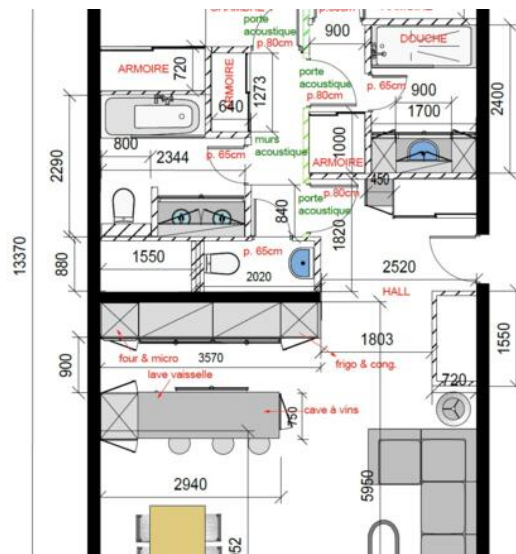 porte
acoustique
p.80cm
900
DOUCHE
ARMOIRE
720
ARMOIRE
640
1273
porte
acoustique
p.80cm
p. 65cm
900
1700
2400
800
2344
murs
acoustique
p. 65cm
1000
ARMOIRE
p.80cm
450
2290
porte
acoustique
840
1820
13370
880
1550
p. 65cm
2020
2520
HALL
1803
1550
four & micro
3570
frigo & cong.
lave vaisselle
900
720
750
cave à vins
2940
5950